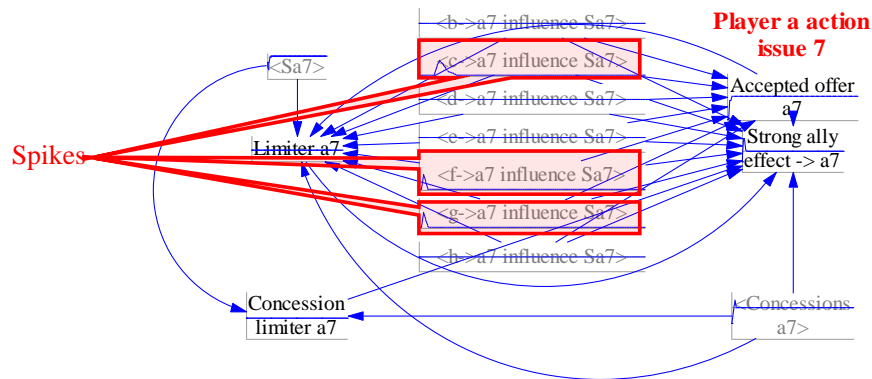 Player a action
issue 7
<b->a7 influence Sa7>
<c->a7 influence Sa7>
<Sa7>
<d->a7 influence Sa7>
Accepted offer
a7
<e->a7 influence Sa7>
Strong ally
effect -> a7
Limiter a7
Spikes
<f->a7 influence Sa7>
<g->a7 influence Sa7>
<h->a7 influence Sa7>
Concession
limiter a7
<Concessions
a7>